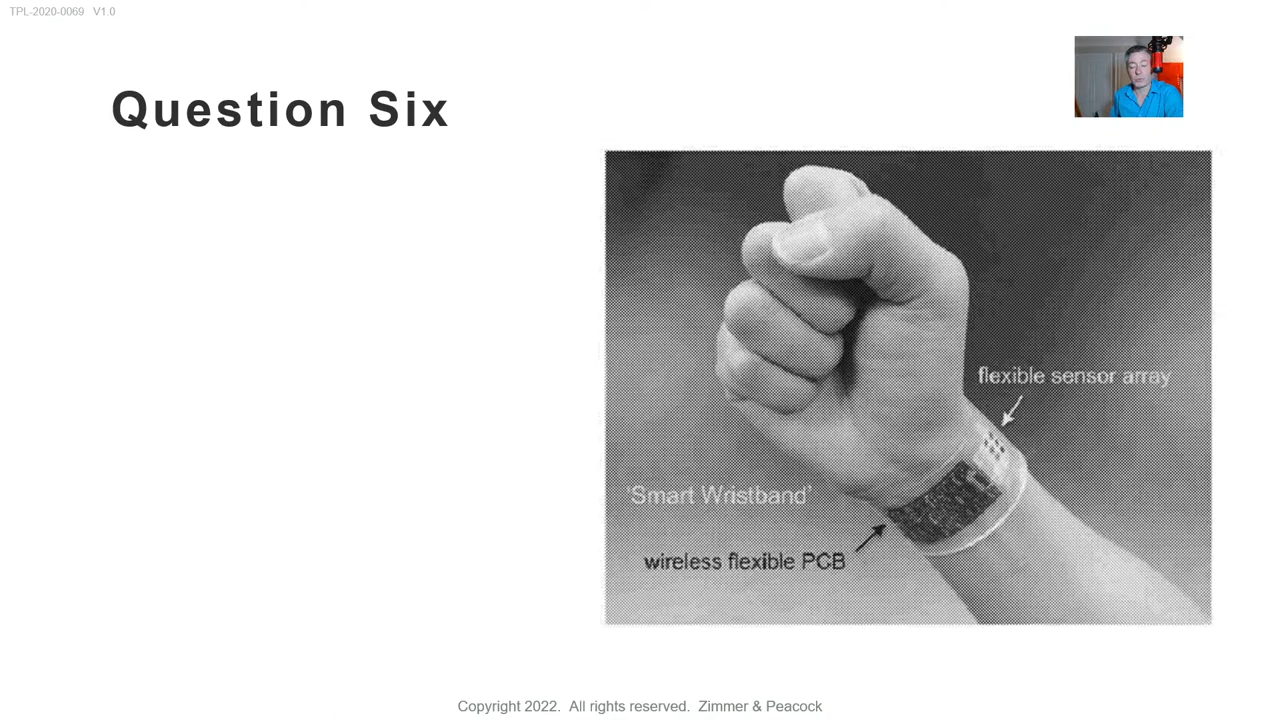 TPL-2020-0069 V1.0
Question Six
flexible sensor array
'Smart Wristband'
wireless flexible PCB
Copyright 2022. All rights reserved. Zimmer & Peacock